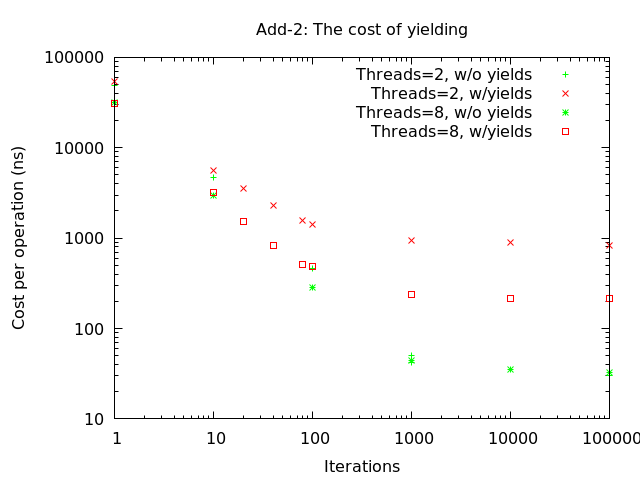 Add-2: The cost of yielding
100000
10000
1000
100
10
Cost per operation (ns)
Threads=2, w/o yields
Threads=2, w/yields
Threads=8, w/o yields
Threads=8, w/yields
1 10 100 1000 10000 100000
Iterations